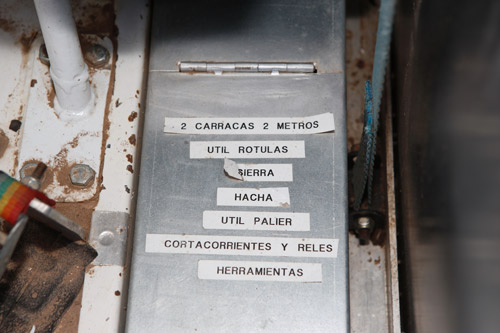 2 CARRACAS 2 METROS
UTIL ROTULAS
SIERRA
HACHA
UTIL PALIER
CORTACORRIENTES Y RELES
HERRAMIENTAS